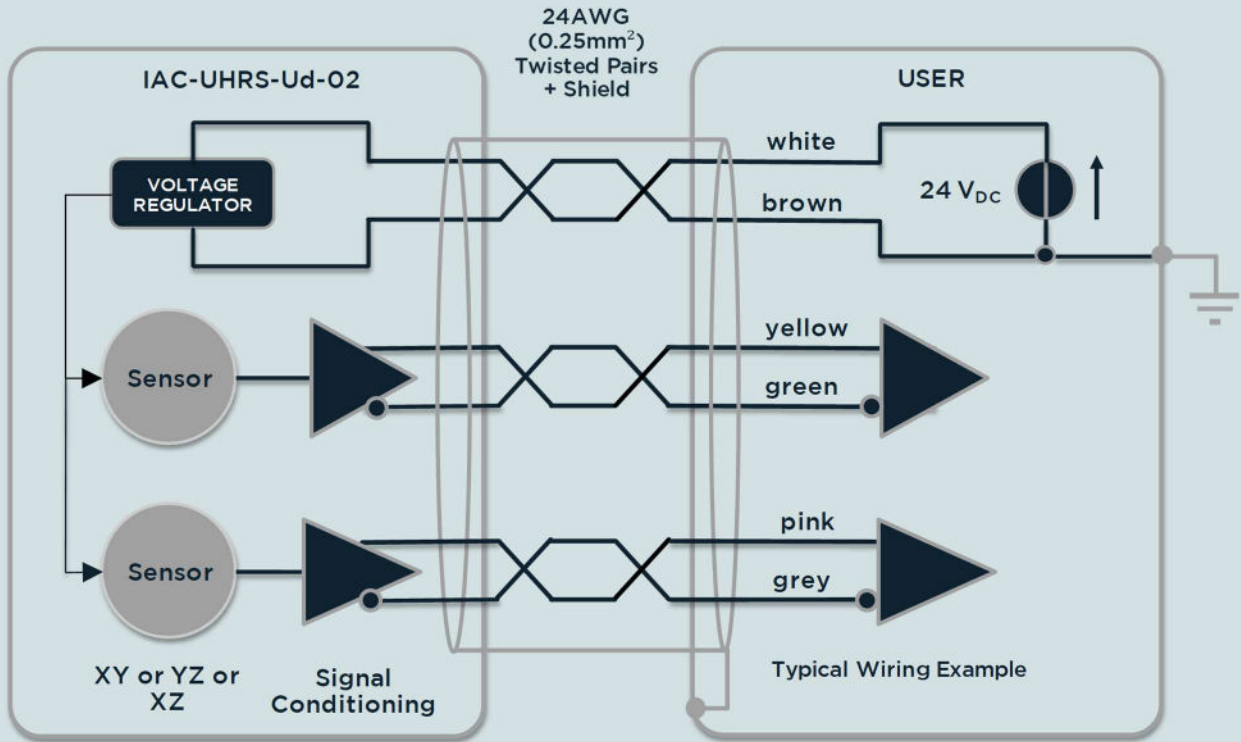 24AWG
(0.25mm²)
Twisted Pairs
+ Shield
IAC-UHRS-Ud-02
USER
white
VOLTAGE
REGULATOR
24 VDC
brown
yellow
Sensor
green
pink
Sensor
grey
XY or YZ or
XZ
Signal
Conditioning
Typical Wiring Example